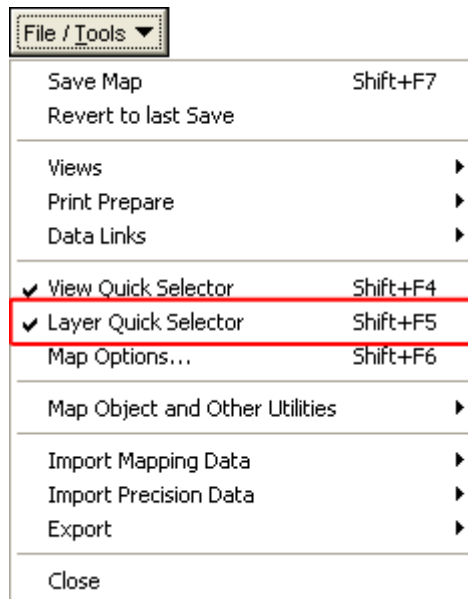 File / Tools
Save Map Shift+F7
Revert to last Save
Views
Print Prepare
Data Links
View Quick Selector Shift+F4
Layer Quick Selector Shift+F5
Map Options... Shift+F6
Map Object and Other Utilities
Import Mapping Data
Import Precision Data
Export
Close